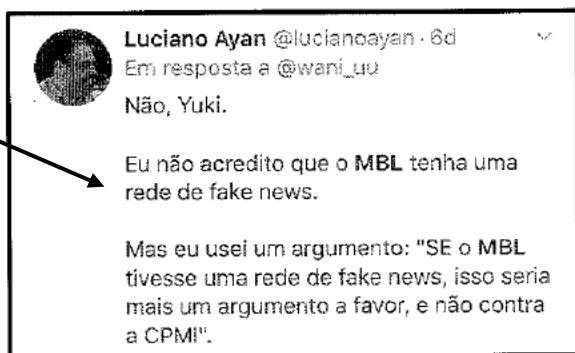 Luciano Ayan @lucianoayan · 6d
Em resposta a @wani_uu
Não, Yuki.
Eu não acredito que o MBL tenha uma
rede de fake news.
Mas eu usei um argumento: "SE o MBL
tivesse uma rede de fake news, isso seria
mais um argumento a favor, e não contra
a CPMI".